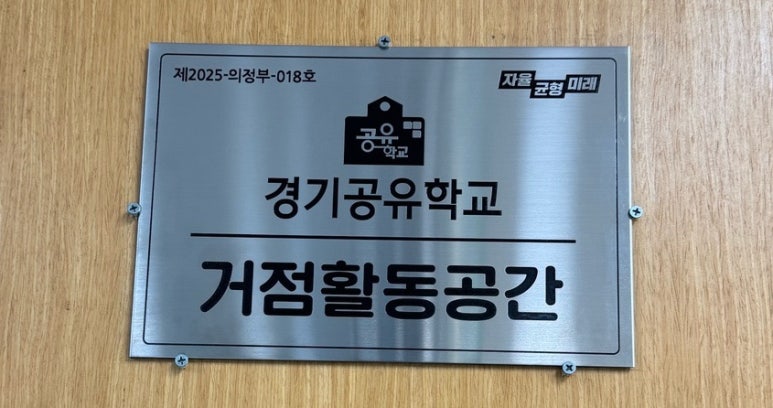 제2025-의정부-018호
자율 균형 미래
공유
학교
경기공유학교
거점활동공간